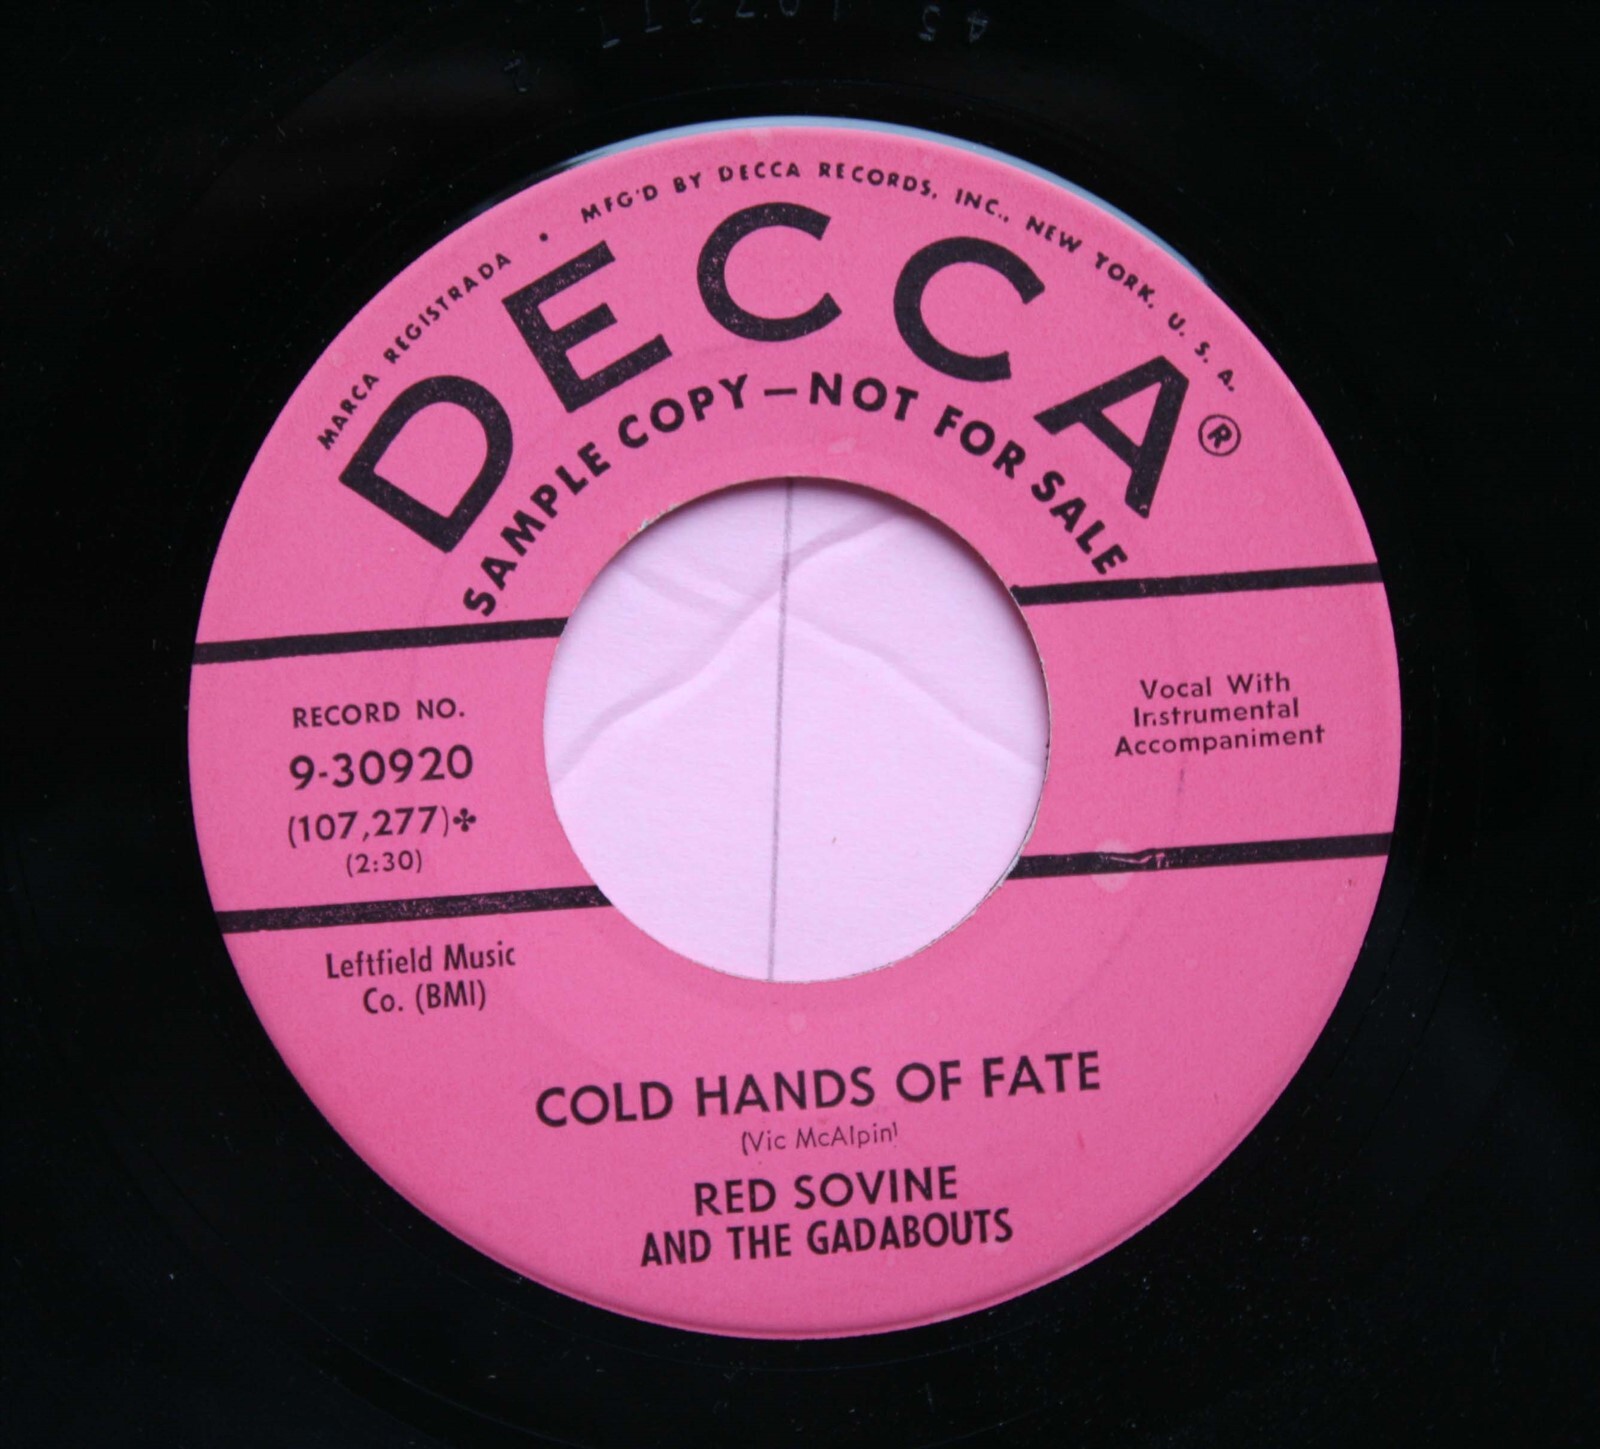 MARCA REGISTRADA • MFG'D BY DECCA RECORDS, INC., NEW YORK, U. S. A.
DECCA®
SAMPLE COPY—NOT FOR SALE
RECORD NO.
9-30920
(107,277)✤
(2:30)
Vocal With
Instrumental
Accompaniment
Leftfield Music
Co. (BMI)
COLD HANDS OF FATE
(Vic McAlpin)
RED SOVINE
AND THE GADABOUTS